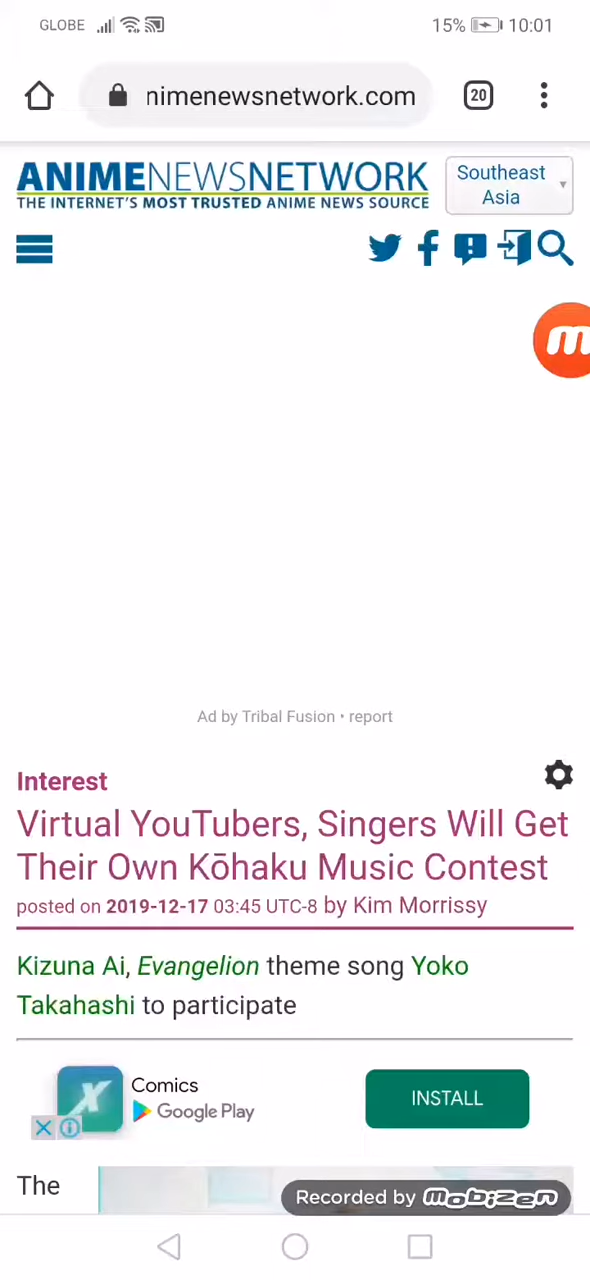 GLOBE 15% 10:01
nimenewsnetwork.com 20
ANIMENEWSNETWORK
THE INTERNET'S MOST TRUSTED ANIME NEWS SOURCE
Southeast
Asia
m
Ad by Tribal Fusion • report
Interest
Virtual YouTubers, Singers Will Get
Their Own Kōhaku Music Contest
posted on 2019-12-17 03:45 UTC-8 by Kim Morrissy
Kizuna Ai, Evangelion theme song Yoko
Takahashi to participate
Comics
Google Play
INSTALL
The
Recorded by mobizen